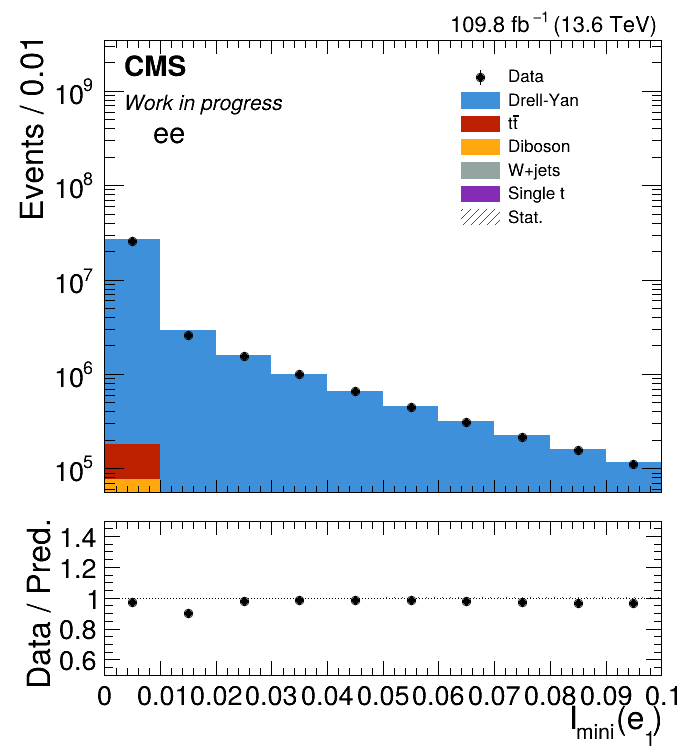 109.8 fb⁻¹ (13.6 TeV)
Events / 0.01
CMS
Work in progress
ee
Data
Drell-Yan
tt̅
Diboson
W+jets
Single t
Stat.
10⁹
10⁸
10⁷
10⁶
10⁵
Data / Pred.
1.4
1.2
1
0.8
0.6
0 0.01 0.02 0.03 0.04 0.05 0.06 0.07 0.08 0.09 0.1
I_mini(e₁)